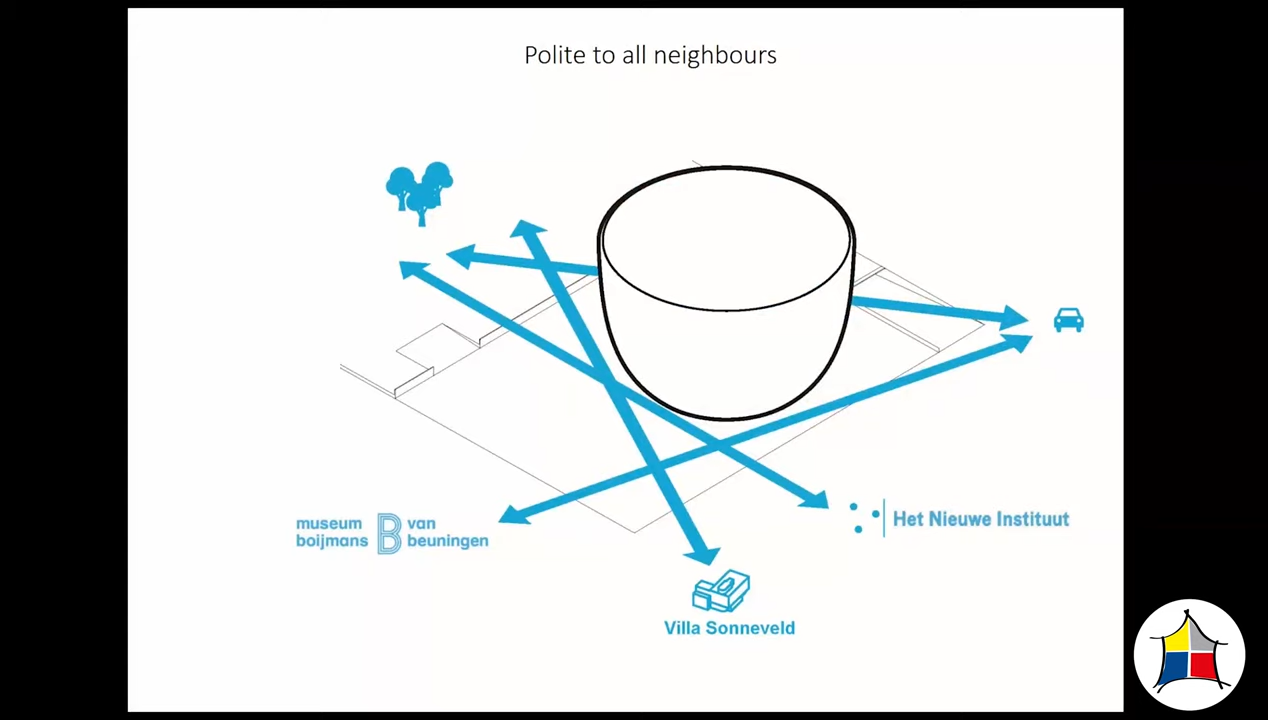 Polite to all neighbours
museum van
boijmans beuningen
Het Nieuwe Instituut
Villa Sonneveld